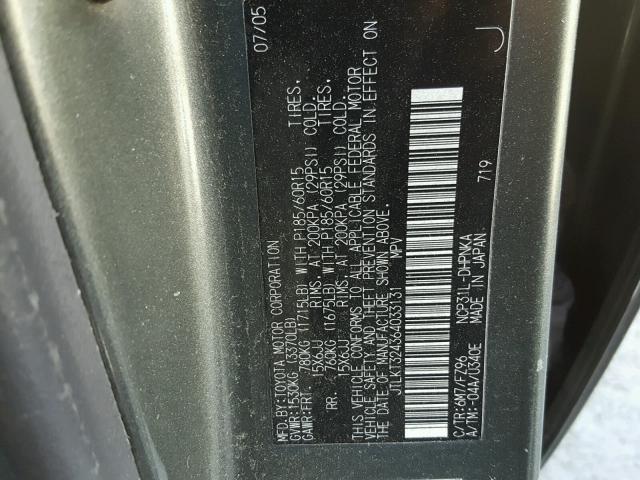 MFD.BY:TOYOTA MOTOR CORPORATION 07/05
GVWR:1530KG (3370LB)
GAWR:FRT. 780KG (1715LB) WITH P185/60R15 TIRES.
15X6JJ RIMS. AT 200KPA (29PSI) COLD.
RR. 760KG (1675LB) WITH P185/60R15 TIRES.
15X6JJ RIMS. AT 200KPA (29PSI) COLD.
THIS VEHICLE CONFORMS TO ALL APPLICABLE FEDERAL MOTOR
VEHICLE SAFETY AND THEFT PREVENTION STANDARDS IN EFFECT ON
THE DATE OF MANUFACTURE SHOWN ABOVE.
JTLKT324364033131 MPV
C/TR:6M7/FZ96 NCP31L-DHPNKA
A/TM:-04A/U340E MADE IN JAPAN
719
J